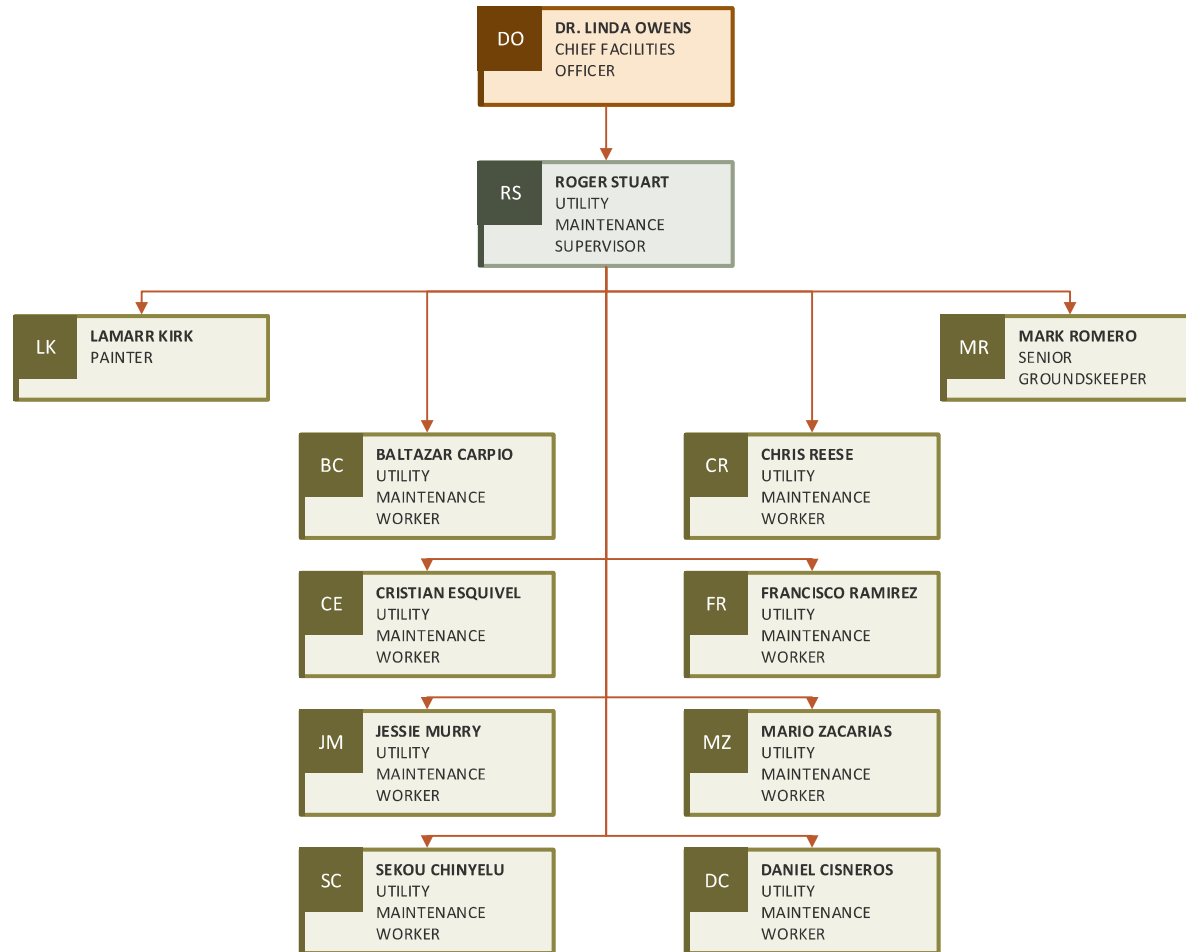 DO
DR. LINDA OWENS
CHIEF FACILITIES
OFFICER
RS
ROGER STUART
UTILITY
MAINTENANCE
SUPERVISOR
LK
LAMARR KIRK
PAINTER
MR
MARK ROMERO
SENIOR
GROUNDSKEEPER
BC
BALTAZAR CARPIO
UTILITY
MAINTENANCE
WORKER
CR
CHRIS REESE
UTILITY
MAINTENANCE
WORKER
CE
CRISTIAN ESQUIVEL
UTILITY
MAINTENANCE
WORKER
FR
FRANCISCO RAMIREZ
UTILITY
MAINTENANCE
WORKER
JM
JESSIE MURRY
UTILITY
MAINTENANCE
WORKER
MZ
MARIO ZACARIAS
UTILITY
MAINTENANCE
WORKER
SC
SEKOU CHINYELU
UTILITY
MAINTENANCE
WORKER
DC
DANIEL CISNEROS
UTILITY
MAINTENANCE
WORKER